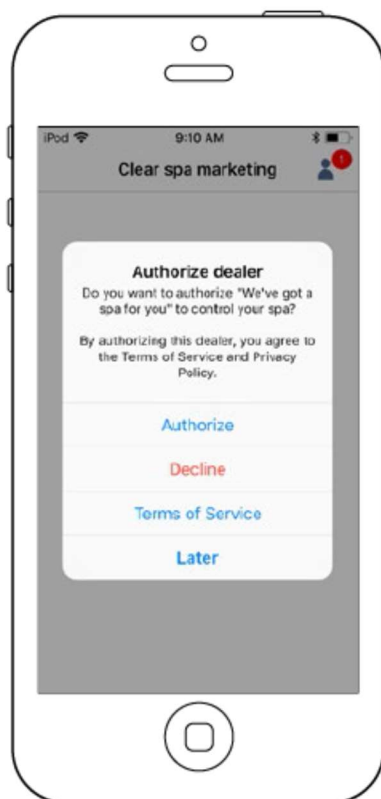 iPod 9:10 AM
Clear spa marketing
1
Authorize dealer
Do you want to authorize "We've got a
spa for you" to control your spa?
By authorizing this dealer, you agree to
the Terms of Service and Privacy
Policy.
Authorize
Decline
Terms of Service
Later